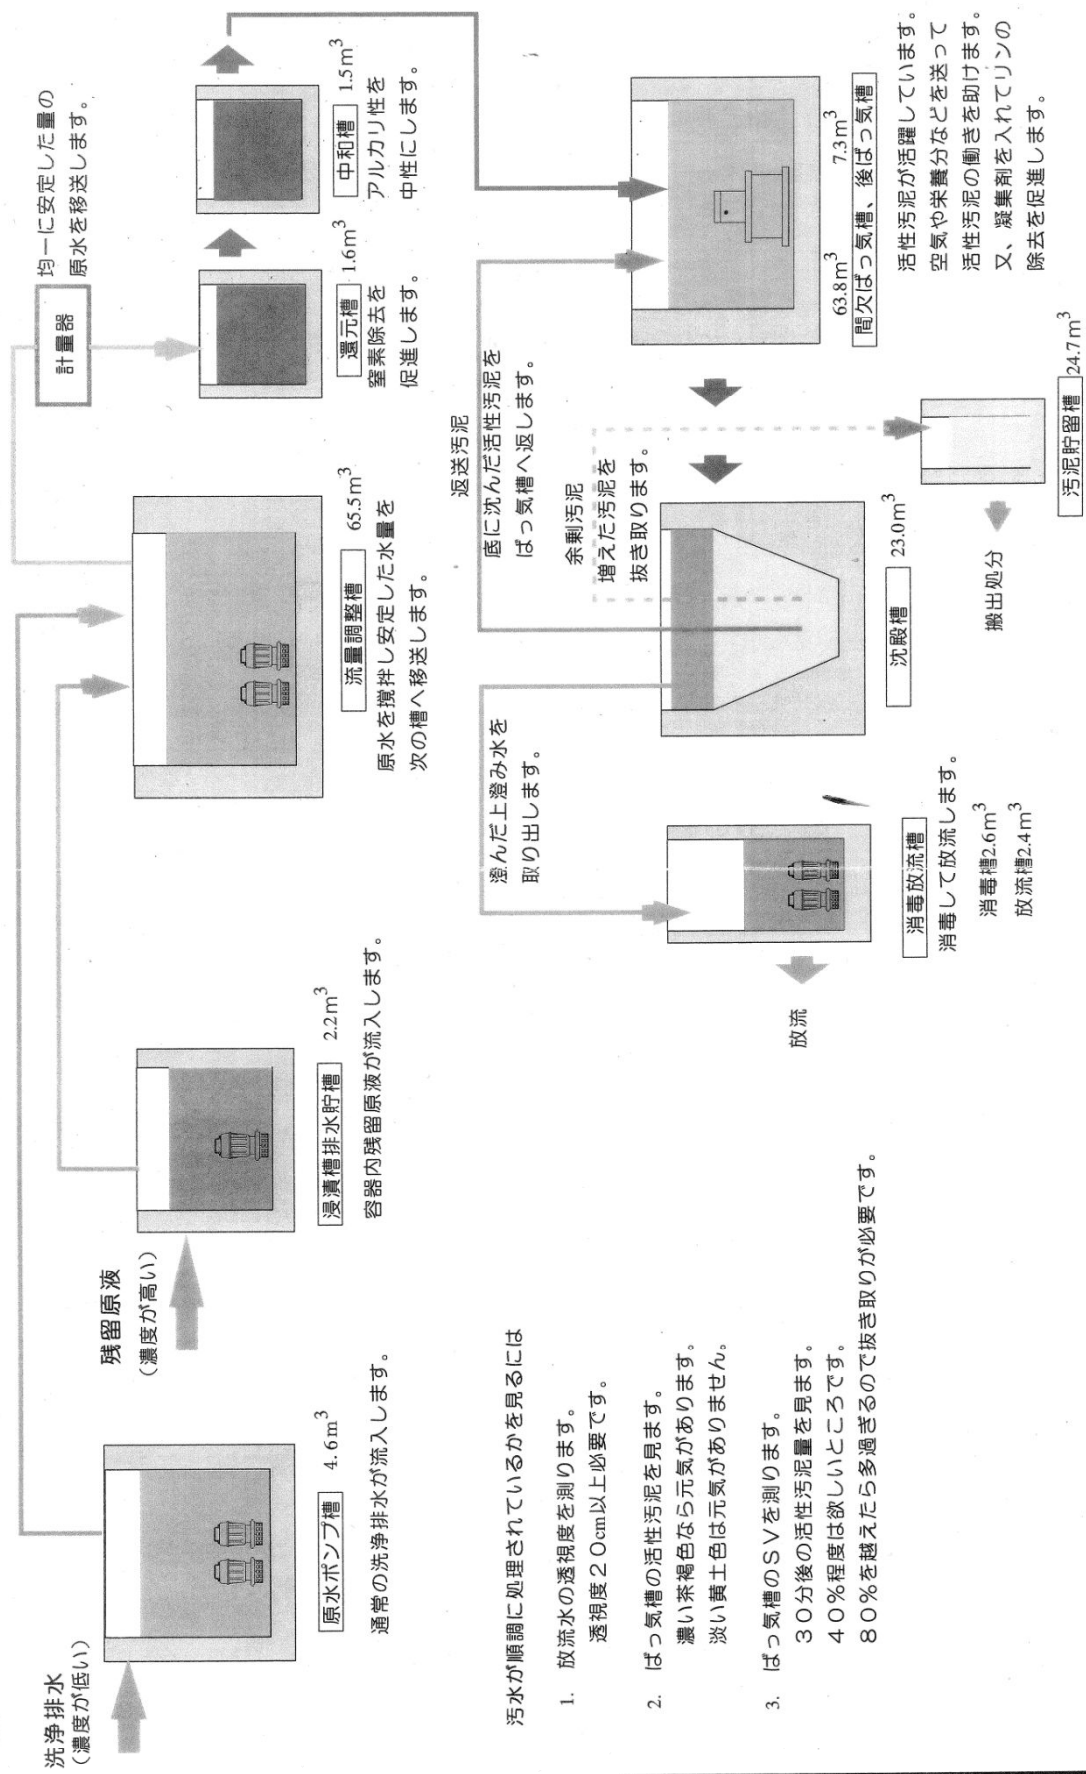 洗浄排水
(濃度が低い)
原水ポンプ槽 4.6m³
通常の洗浄排水が流入します。
残留原液
(濃度が高い)
浸漬槽排水貯槽 2.2m³
容器内残留原液が流入します。
流量調整槽 65.5m³
原水を撹拌し安定した水量を
次の槽へ移送します。
計量器
均一に安定した量の
原水を移送します。
還元槽 1.6m³
窒素除去を
促進します。
中和槽 1.5m³
アルカリ性を
中性にします。
63.8m³ 7.3m³
間欠ばっ気槽、後ばっ気槽
活性汚泥が活躍しています。
空気や栄養分などを送って
活性汚泥の働きを助けます。
又、凝集剤を入れてリンの
除去を促進します。
返送汚泥
底に沈んだ活性汚泥を
ばっ気槽へ返します。
余剰汚泥
増えた汚泥を
抜き取ります。
沈殿槽 23.0m³
汚泥貯留槽 24.7m³
搬出処分
澄んだ上澄み水を
取り出します。
消毒放流槽
消毒して放流します。
消毒槽2.6m³
放流槽2.4m³
放流
汚水が順調に処理されているかを見るには
1. 放流水の透視度を測ります。
透視度20cm以上必要です。
2. ばっ気槽の活性汚泥を見ます。
濃い茶褐色なら元気があります。
淡い黄土色は元気がありません。
3. ばっ気槽のSVを測ります。
30分後の活性汚泥量を見ます。
40%程度は欲しいところです。
80%を越えたら多過ぎるので抜き取りが必要です。